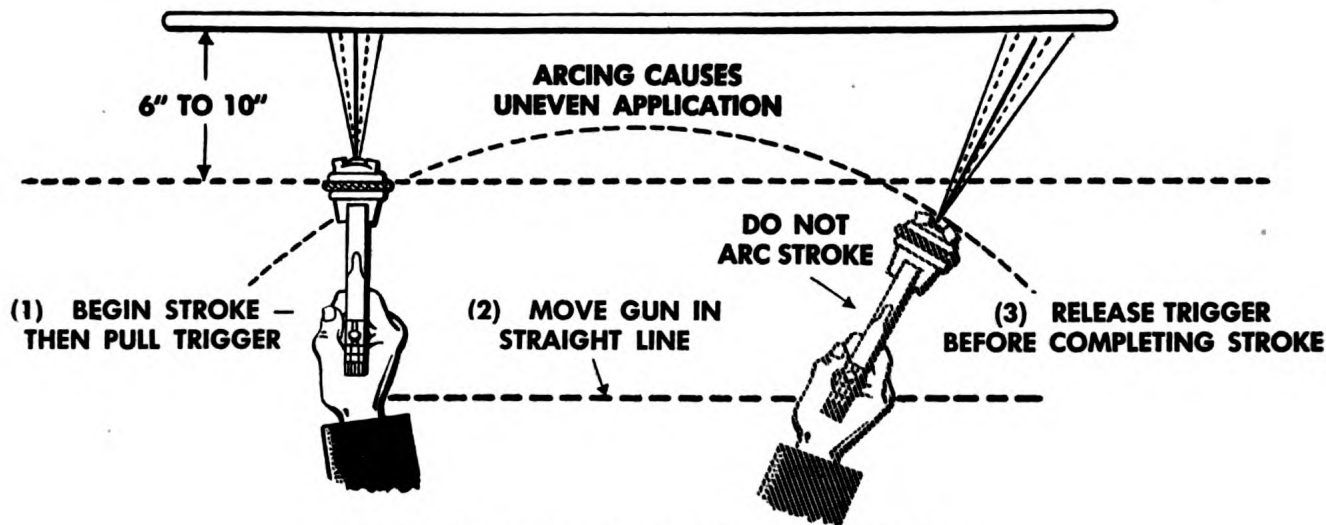 6" TO 10"
ARCING CAUSES
UNEVEN APPLICATION
DO NOT
ARC STROKE
(1) BEGIN STROKE —
THEN PULL TRIGGER
(2) MOVE GUN IN
STRAIGHT LINE
(3) RELEASE TRIGGER
BEFORE COMPLETING STROKE